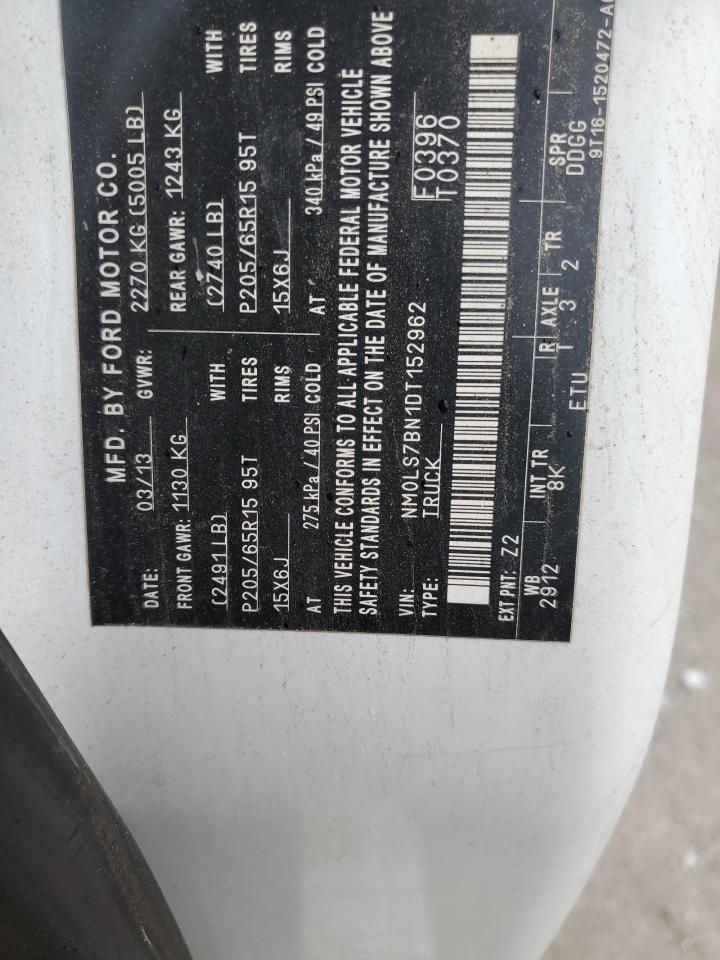 MFD. BY FORD MOTOR CO.
DATE: 03/13 GVWR: 2270 KG (5005 LB)
FRONT GAWR: 1130 KG REAR GAWR: 1243 KG
(2491 LB) WITH (2740 LB) WITH
P205/65R15 95T TIRES P205/65R15 95T TIRES
15X6J RIMS 15X6J RIMS
AT 275 kPa / 40 PSI COLD AT 340 kPa / 49 PSI COLD
THIS VEHICLE CONFORMS TO ALL APPLICABLE FEDERAL MOTOR VEHICLE
SAFETY STANDARDS IN EFFECT ON THE DATE OF MANUFACTURE SHOWN ABOVE
VIN: NM0LS7BN1DT152962 F0396
TYPE: TRUCK T0370
EXT PNT: Z2
WB INT TR R AXLE TR SPR
2912 8K 3 2 DDGG
ETU T 9T16-1520472-A